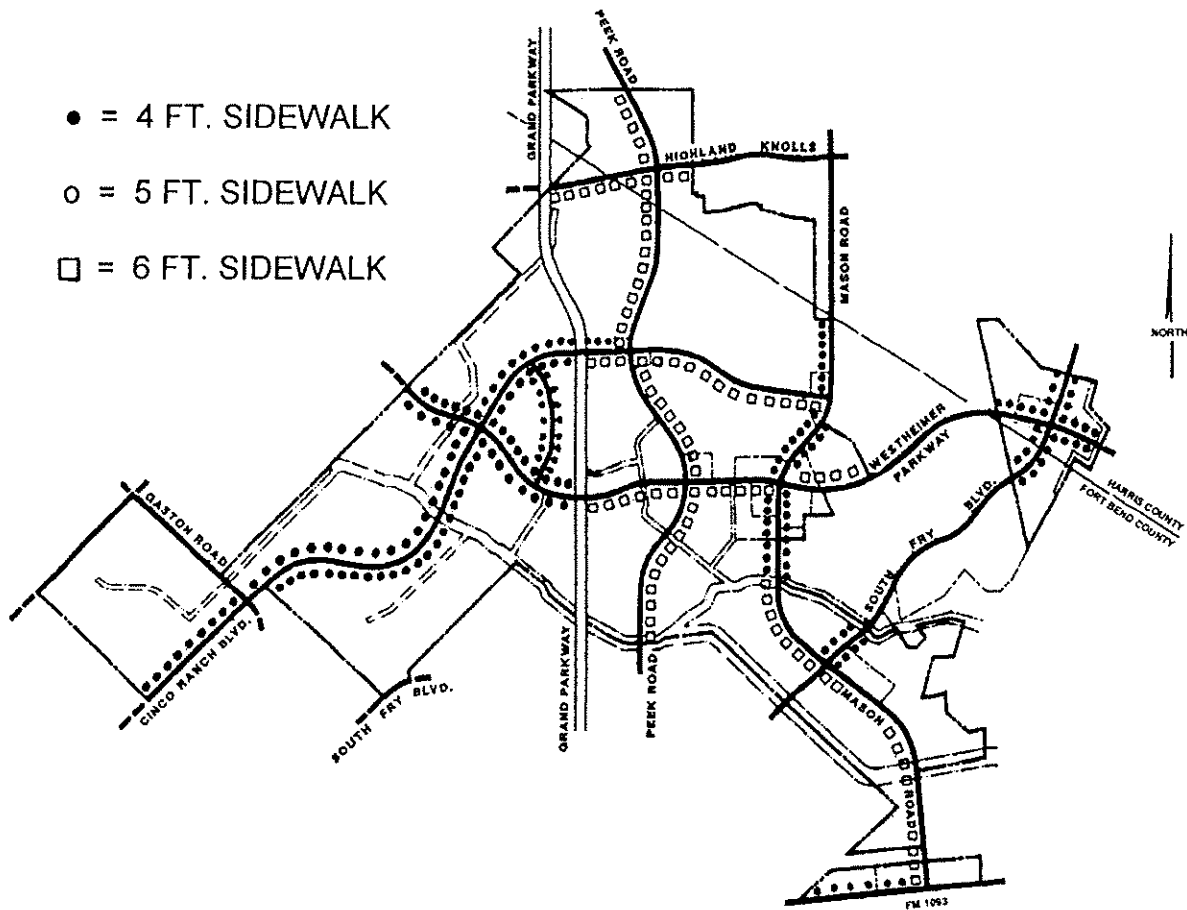 ● = 4 FT. SIDEWALK
○ = 5 FT. SIDEWALK
□ = 6 FT. SIDEWALK
PEEK ROAD
GRAND PARKWAY
HIGHLAND KNOLLS
MASON ROAD
NORTH
WESTHEIMER
PARKWAY
GASTON ROAD
SOUTH FRY BLVD.
HARRIS COUNTY
FORT BEND COUNTY
CINCO RANCH BLVD.
SOUTH FRY BLVD.
GRAND PARKWAY
PEEK ROAD
MASON ROAD
FM 1093